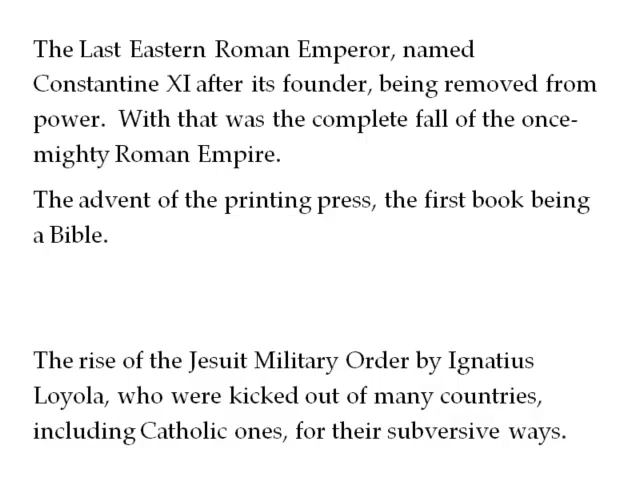 The Last Eastern Roman Emperor, named
Constantine XI after its founder, being removed from
power.  With that was the complete fall of the once-
mighty Roman Empire.
The advent of the printing press, the first book being
a Bible.
The rise of the Jesuit Military Order by Ignatius
Loyola, who were kicked out of many countries,
including Catholic ones, for their subversive ways.